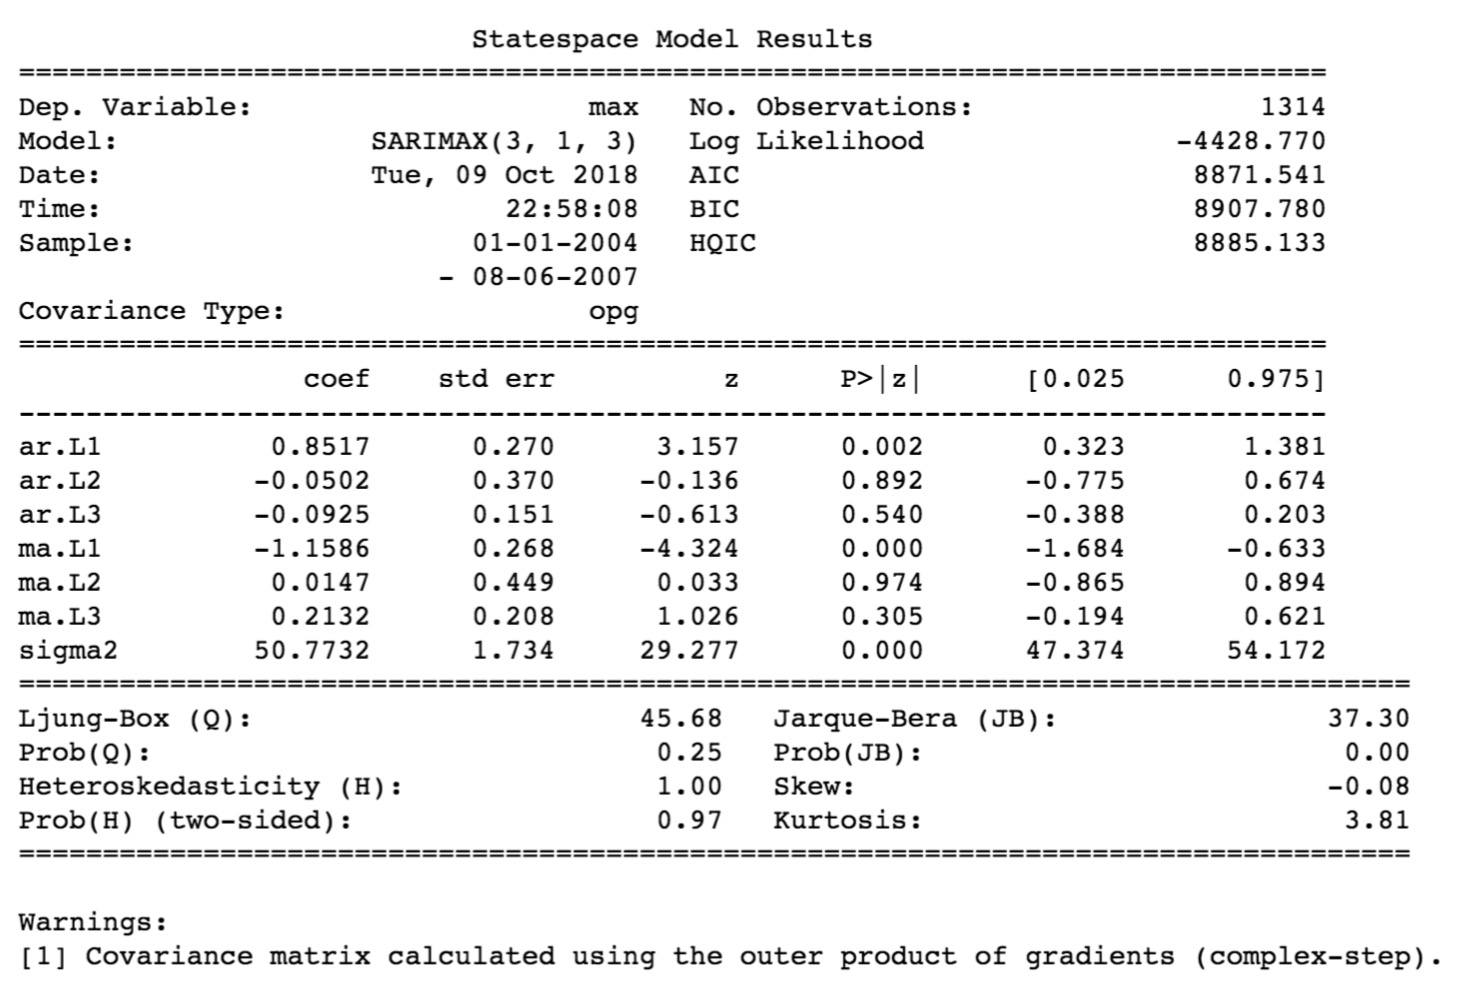 Statespace Model Results
==============================================================================
Dep. Variable:                    max   No. Observations:                 1314
Model:               SARIMAX(3, 1, 3)   Log Likelihood               -4428.770
Date:                Tue, 09 Oct 2018   AIC                           8871.541
Time:                        22:58:08   BIC                           8907.780
Sample:                    01-01-2004   HQIC                          8885.133
                         - 08-06-2007
Covariance Type:                  opg
==============================================================================
                 coef    std err          z      P>|z|      [0.025      0.975]
------------------------------------------------------------------------------
ar.L1          0.8517      0.270      3.157      0.002       0.323       1.381
ar.L2         -0.0502      0.370     -0.136      0.892      -0.775       0.674
ar.L3         -0.0925      0.151     -0.613      0.540      -0.388       0.203
ma.L1         -1.1586      0.268     -4.324      0.000      -1.684      -0.633
ma.L2          0.0147      0.449      0.033      0.974      -0.865       0.894
ma.L3          0.2132      0.208      1.026      0.305      -0.194       0.621
sigma2        50.7732      1.734     29.277      0.000      47.374      54.172
===================================================================================
Ljung-Box (Q):                       45.68   Jarque-Bera (JB):                37.30
Prob(Q):                              0.25   Prob(JB):                         0.00
Heteroskedasticity (H):               1.00   Skew:                            -0.08
Prob(H) (two-sided):                  0.97   Kurtosis:                         3.81
===================================================================================
Warnings:
[1] Covariance matrix calculated using the outer product of gradients (complex-step).